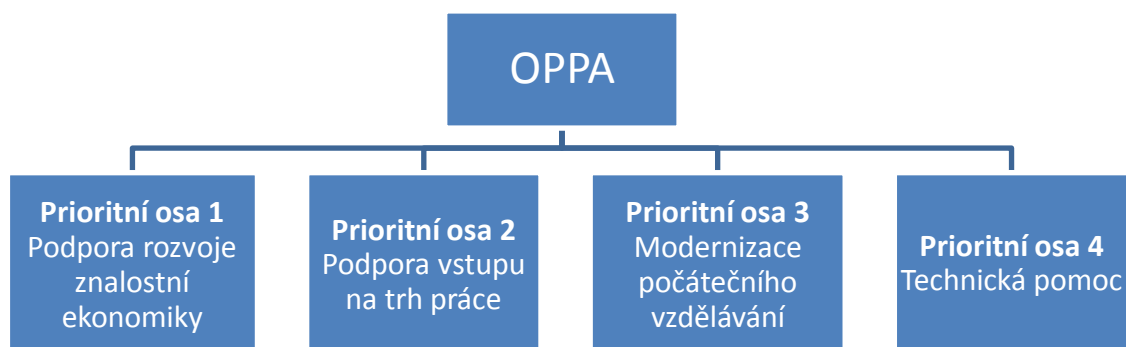 OPPA
Prioritní osa 1
Podpora rozvoje
znalostní
ekonomiky
Prioritní osa 2
Podpora vstupu
na trh práce
Prioritní osa 3
Modernizace
počátečního
vzdělávání
Prioritní osa 4
Technická pomoc